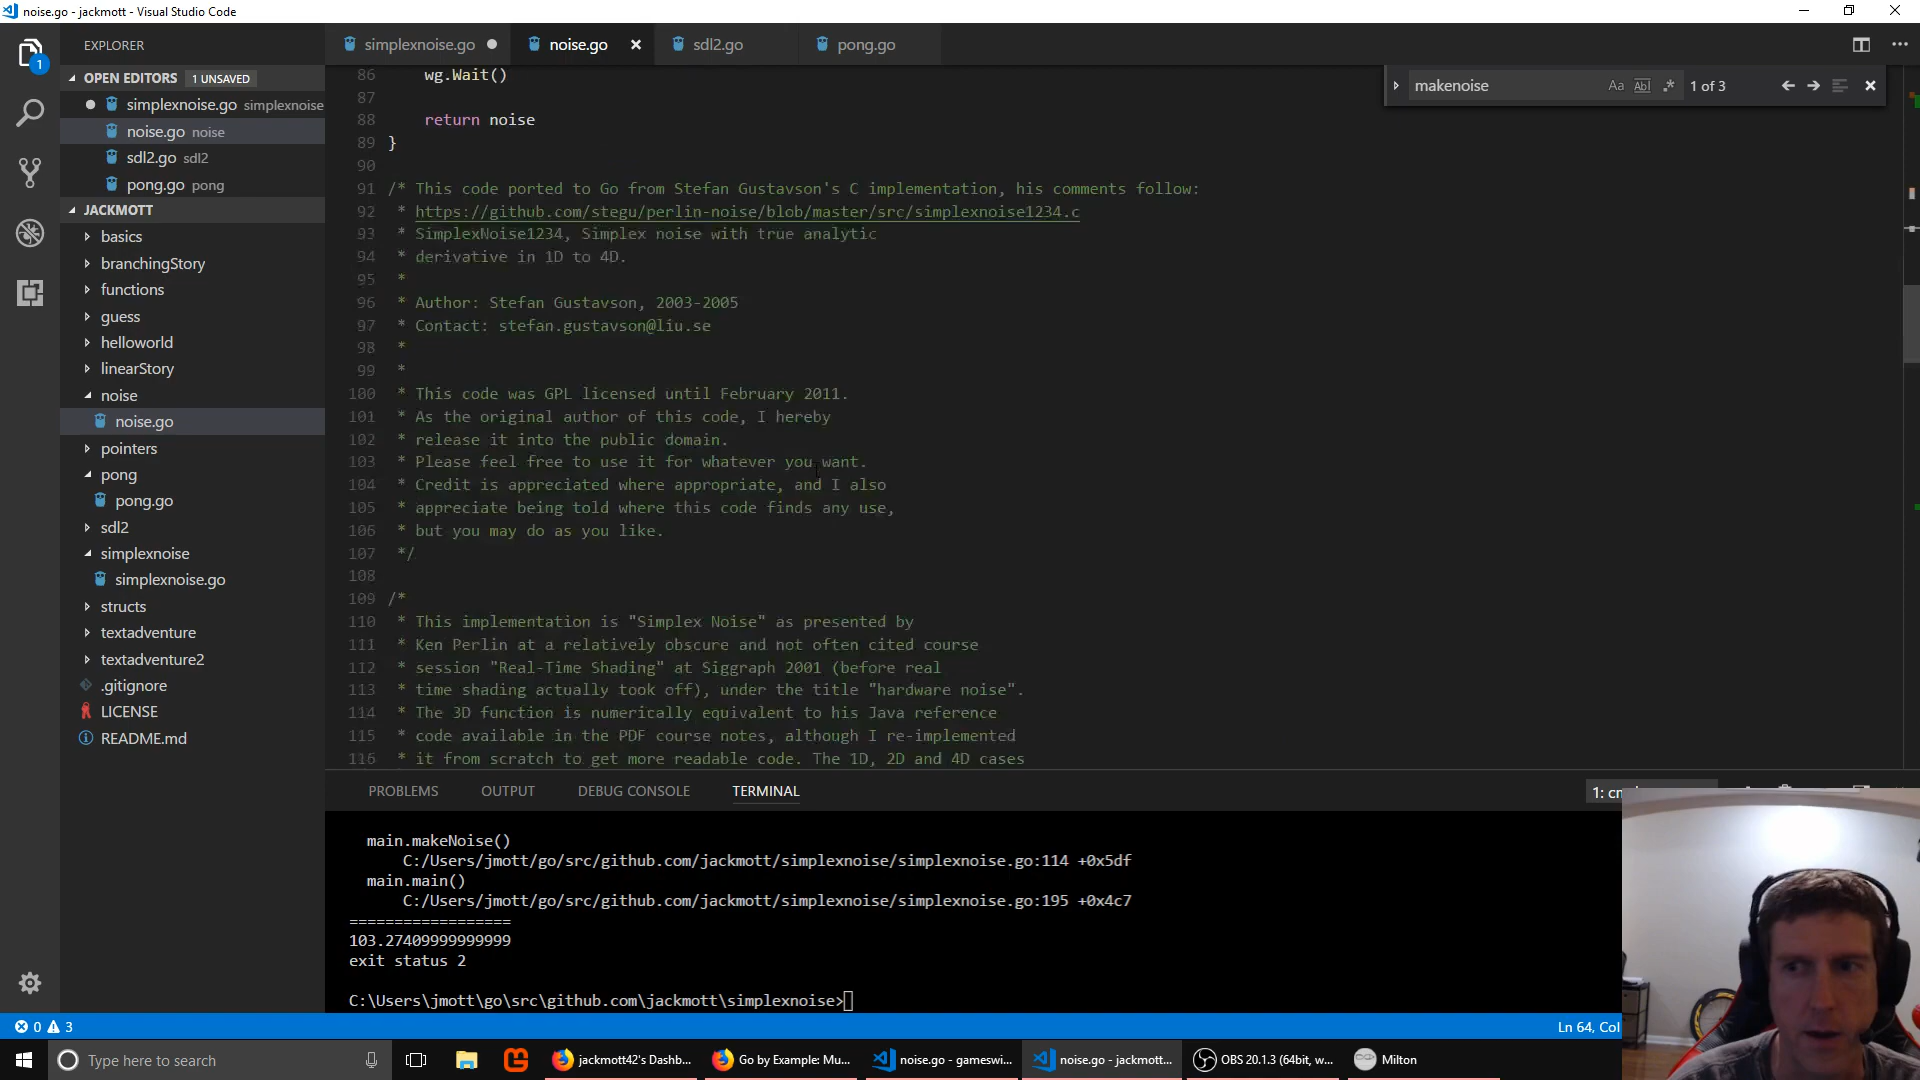 noise.go - jackmott - Visual Studio Code
EXPLORER
simplexnoise.go
noise.go
sdl2.go
pong.go
OPEN EDITORS 1 UNSAVED
simplexnoise.go simplexnoise
noise.go noise
sdl2.go sdl2
pong.go pong
JACKMOTT
basics
branchingStory
functions
guess
helloworld
linearStory
noise
noise.go
pointers
pong
pong.go
sdl2
simplexnoise
simplexnoise.go
structs
textadventure
textadventure2
.gitignore
LICENSE
README.md
makenoise Aa Abl .* 1 of 3
86 wg.Wait()
87
88 return noise
89 }
90
91 /* This code ported to Go from Stefan Gustavson's C implementation, his comments follow:
92 * https://github.com/stegu/perlin-noise/blob/master/src/simplexnoise1234.c
93 * SimplexNoise1234, Simplex noise with true analytic
94 * derivative in 1D to 4D.
95 *
96 * Author: Stefan Gustavson, 2003-2005
97 * Contact: stefan.gustavson@liu.se
98 *
99 *
100 * This code was GPL licensed until February 2011.
101 * As the original author of this code, I hereby
102 * release it into the public domain.
103 * Please feel free to use it for whatever you want.
104 * Credit is appreciated where appropriate, and I also
105 * appreciate being told where this code finds any use,
106 * but you may do as you like.
107 */
108
109 /*
110 * This implementation is "Simplex Noise" as presented by
111 * Ken Perlin at a relatively obscure and not often cited course
112 * session "Real-Time Shading" at Siggraph 2001 (before real
113 * time shading actually took off), under the title "hardware noise".
114 * The 3D function is numerically equivalent to his Java reference
115 * code available in the PDF course notes, although I re-implemented
116 * it from scratch to get more readable code. The 1D, 2D and 4D cases
PROBLEMS OUTPUT DEBUG CONSOLE TERMINAL
main.makeNoise()
C:/Users/jmott/go/src/github.com/jackmott/simplexnoise/simplexnoise.go:114 +0x5df
main.main()
C:/Users/jmott/go/src/github.com/jackmott/simplexnoise/simplexnoise.go:195 +0x4c7
==================
103.27409999999999
exit status 2
C:\Users\jmott\go\src\github.com\jackmott\simplexnoise>
0 3
Ln 64, Col
Type here to search
jackmott42's Dashb...
Go by Example: Mu...
noise.go - gameswi...
noise.go - jackmott...
OBS 20.1.3 (64bit, w...
Milton